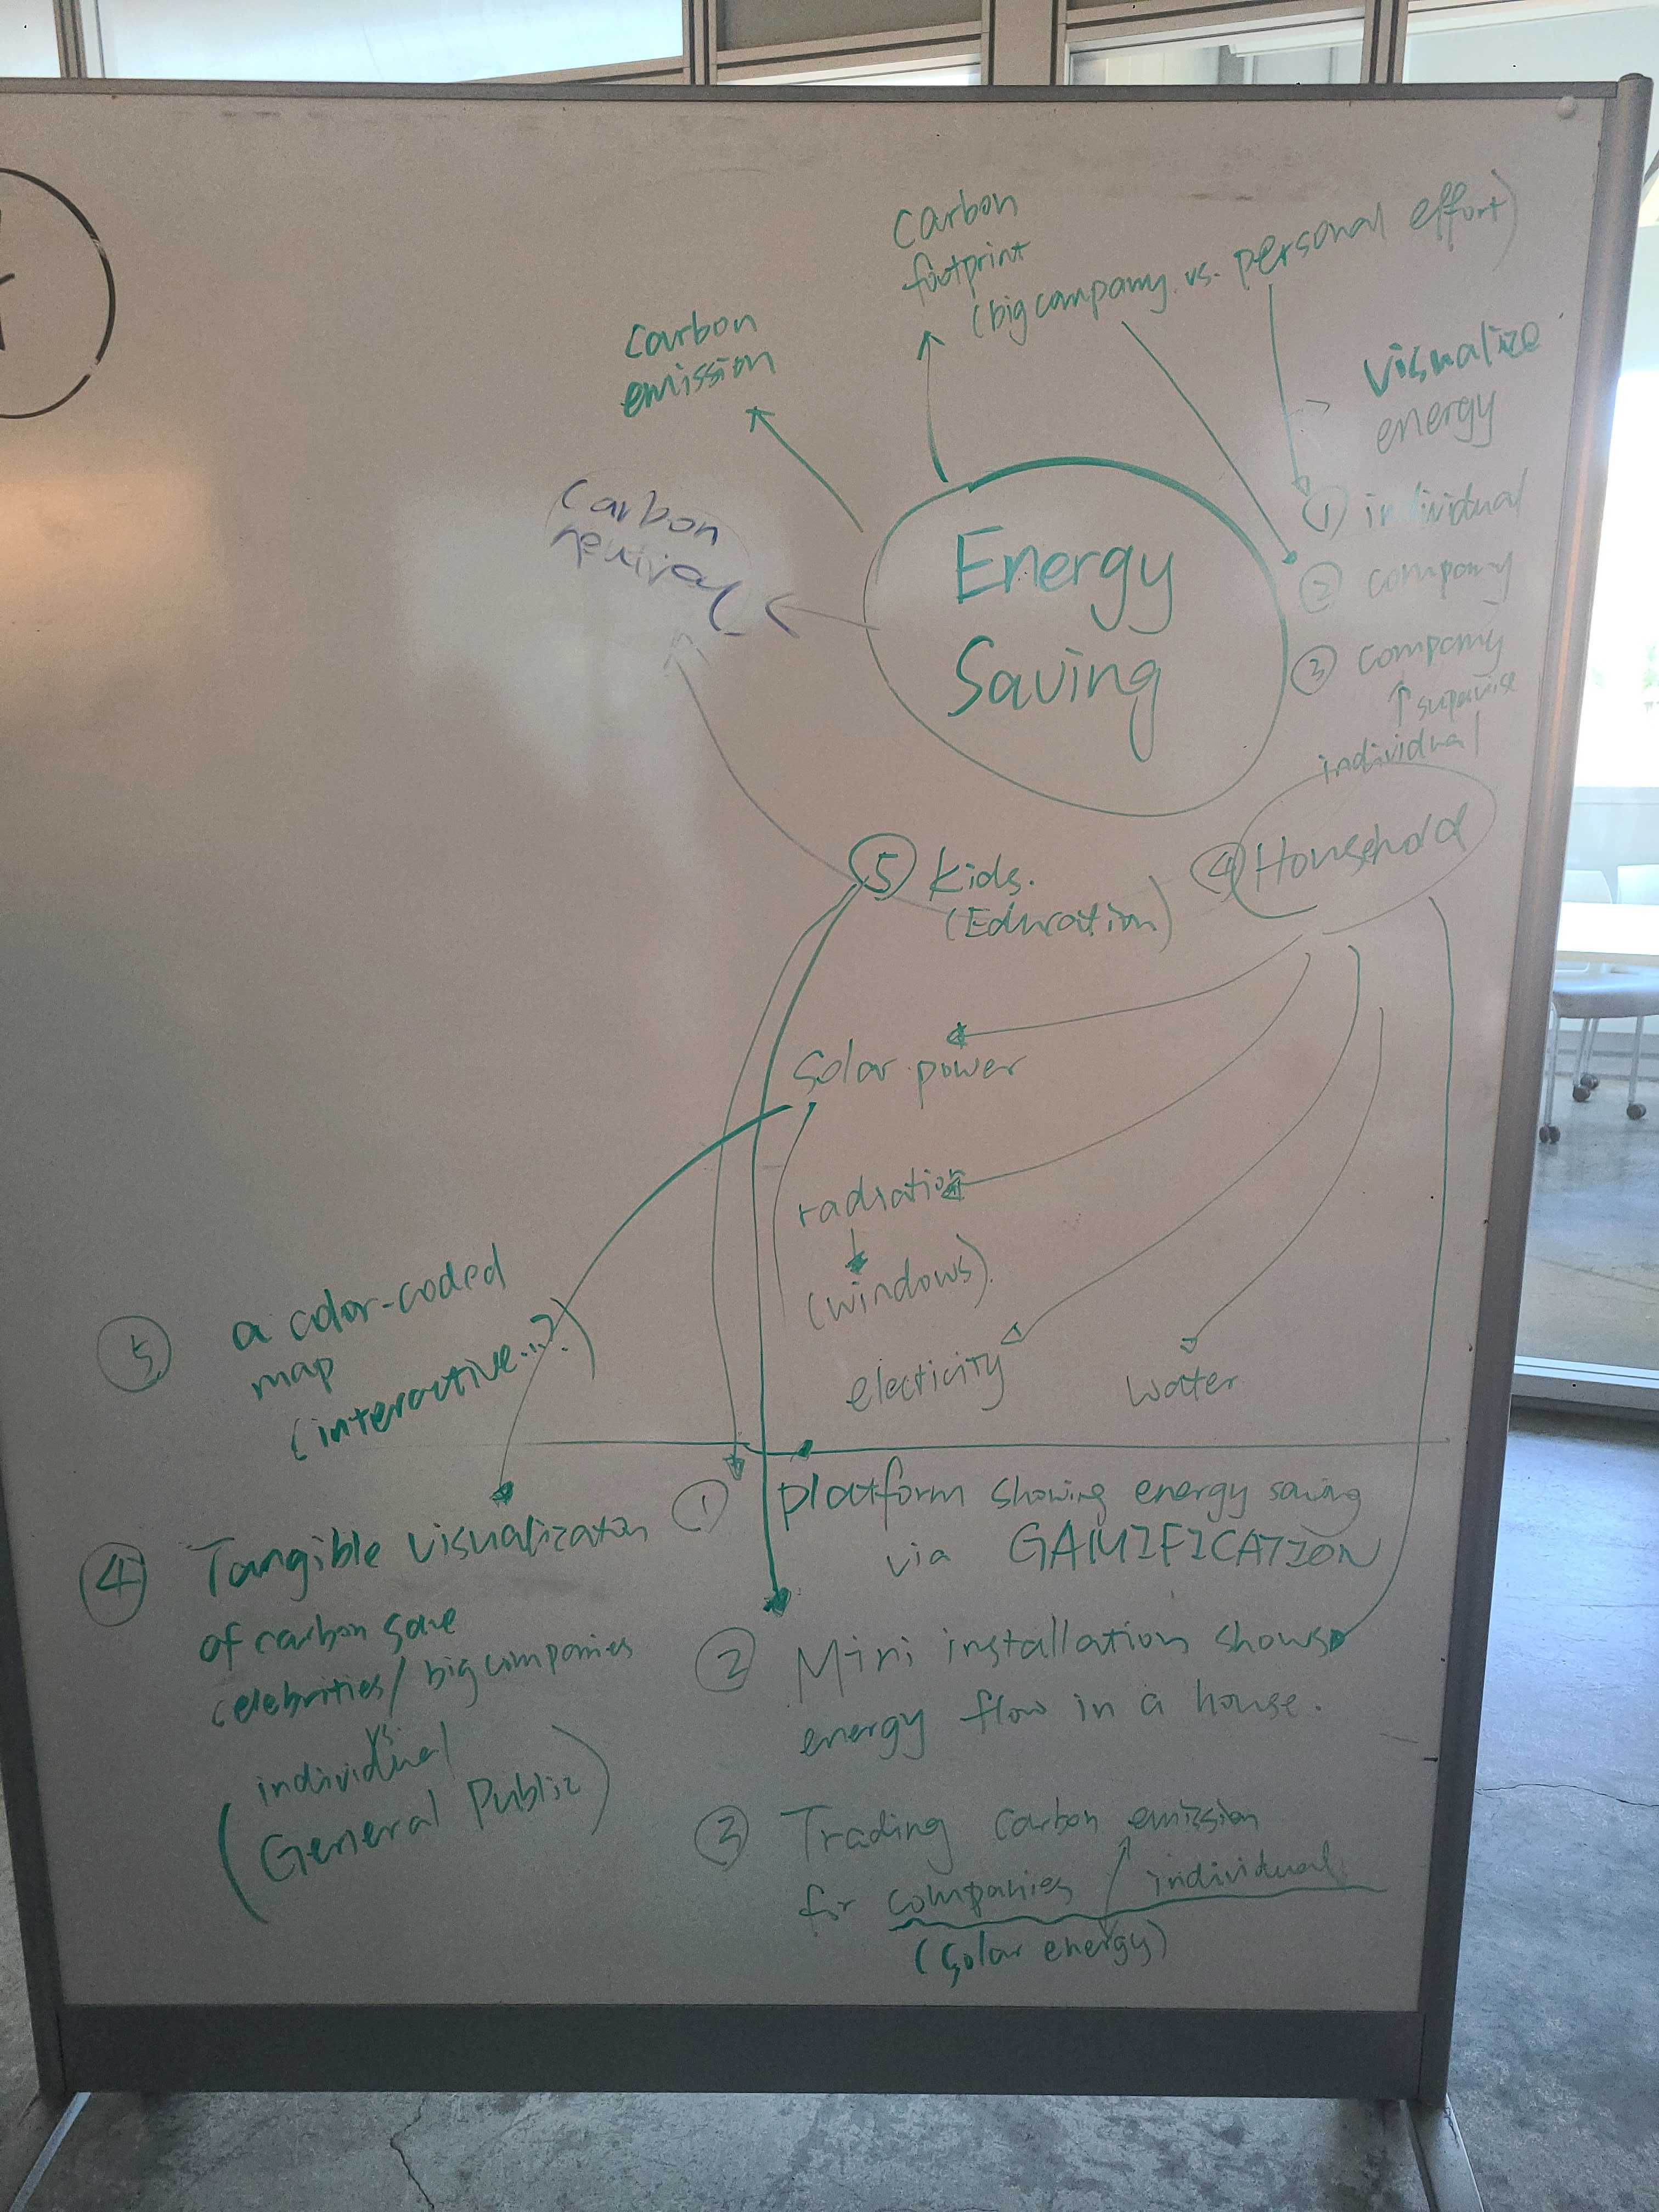 Carbon
footprint
(big company. vs. personal effort)
Carbon
emission
visualize
energy
Carbon
neutral
Energy
Saving
① individual
② company
③ company
↑ supervise
individual
④ Household
⑤ kids.
(Education)
solar power
radiation
(windows).
electicity
water
⑤ a color-coded
map
(interactive...?)
① platform showing energy saving
via GAMIFICATION
② Mini installation shows
energy flow in a house.
③ Trading carbon emission
for companies / individual
(solar energy)
④ Tangible visualizaton
of carbon save
celebrities/ big companies
vs
individual
(General Public)